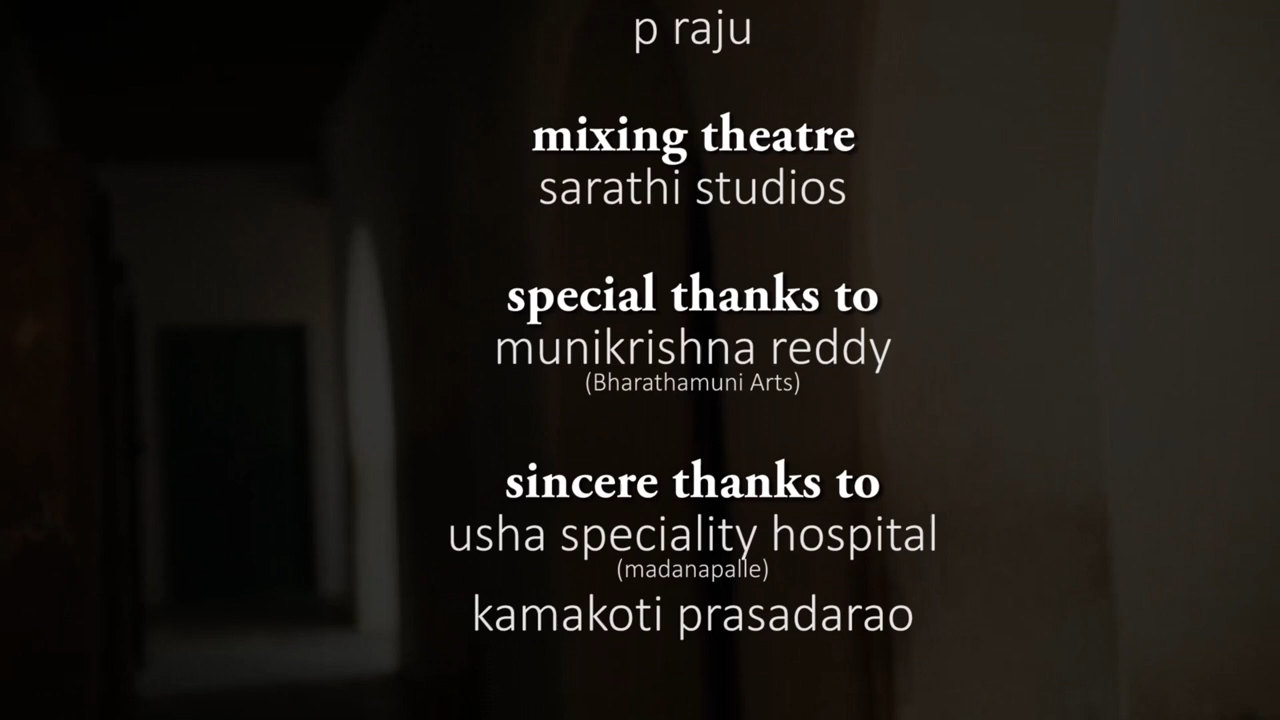 p raju
mixing theatre
sarathi studios
special thanks to
munikrishna reddy
(Bharathamuni Arts)
sincere thanks to
usha speciality hospital
(madanapalle)
kamakoti prasadarao